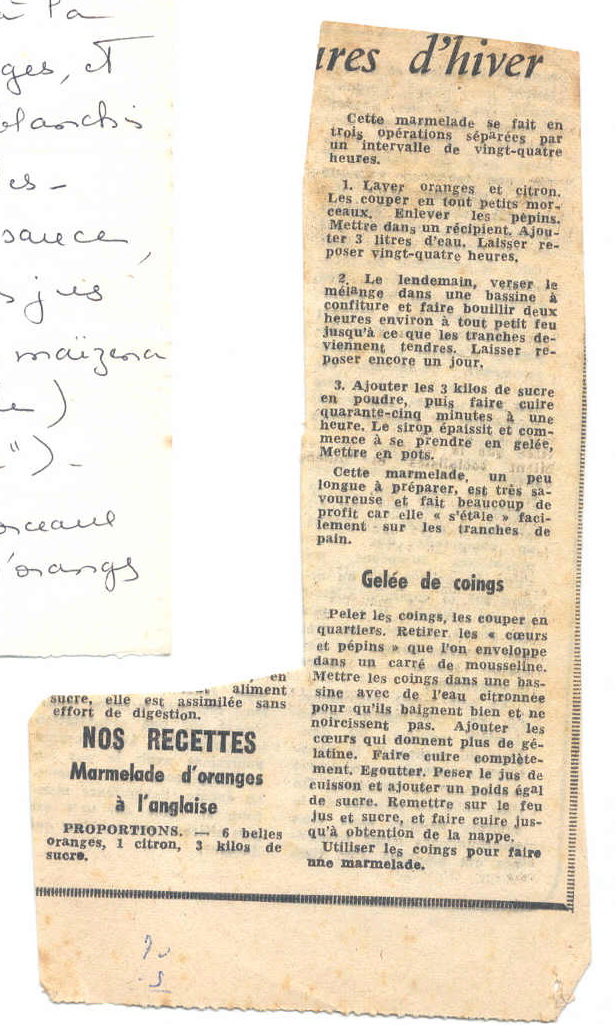 à la
ges, et
blanchis
es -
sauce,
s jus
maïzena
e)
")-
orceaux
d'oranges
ures d'hiver
Cette marmelade se fait en
trois opérations séparées par
un intervalle de vingt-quatre
heures.
1. Laver oranges et citron.
Les couper en tout petits mor-
ceaux. Enlever les pépins.
Mettre dans un récipient. Ajou-
ter 3 litres d'eau. Laisser re-
poser vingt-quatre heures.
2. Le lendemain, verser le
mélange dans une bassine à
confiture et faire bouillir deux
heures environ à tout petit feu
jusqu'à ce que les tranches de-
viennent tendres. Laisser re-
poser encore un jour.
3. Ajouter les 3 kilos de sucre
en poudre, puis faire cuire
quarante-cinq minutes à une
heure. Le sirop épaissit et com-
mence à se prendre en gelée,
Mettre en pots.
Cette marmelade, un peu
longue à préparer, est très sa-
voureuse et fait beaucoup de
profit car elle « s'étale » faci-
lement sur les tranches de
pain.
Gelée de coings
Peler les coings, les couper en
quartiers. Retirer les « cœurs
et pépins » que l'on enveloppe
dans un carré de mousseline.
Mettre les coings dans une bas-
sine avec de l'eau citronnée
pour qu'ils baignent bien et ne
noircissent pas. Ajouter les
cœurs qui donnent plus de gé-
latine. Faire cuire complète-
ment. Egoutter. Peser le jus de
cuisson et ajouter un poids égal
de sucre. Remettre sur le feu
jus et sucre, et faire cuire jus-
qu'à obtention de la nappe.
Utiliser les coings pour faire
une marmelade.
en
aliment
sucre, elle est assimilée sans
effort de digestion.
NOS RECETTES
Marmelade d'oranges
à l'anglaise
PROPORTIONS. — 6 belles
oranges, 1 citron, 3 kilos de
sucre.